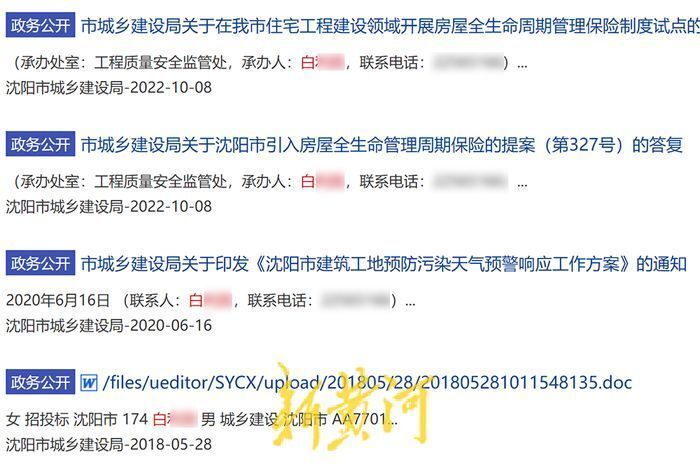 政务公开 市城乡建设局关于在我市住宅工程建设领域开展房屋全生命周期管理保险制度试点的
（承办处室：工程质量安全监管处，承办人：白，联系电话：）...
沈阳市城乡建设局-2022-10-08
政务公开 市城乡建设局关于沈阳市引入房屋全生命管理周期保险的提案（第327号）的答复
（承办处室：工程质量安全监管处，承办人：白，联系电话： ...
沈阳市城乡建设局-2022-10-08
政务公开 市城乡建设局关于印发《沈阳市建筑工地预防污染天气预警响应工作方案》的通知
2020年6月16日 （联系人：白，联系电话：）...
沈阳市城乡建设局-2020-06-16
政务公开 W /files/ueditor/SYCX/upload/201805/28/201805281011548135.doc
女 招投标 沈阳市 174 白 男 城乡建设 沈阳市 AA7701...
沈阳市城乡建设局-2018-05-28
新黄河